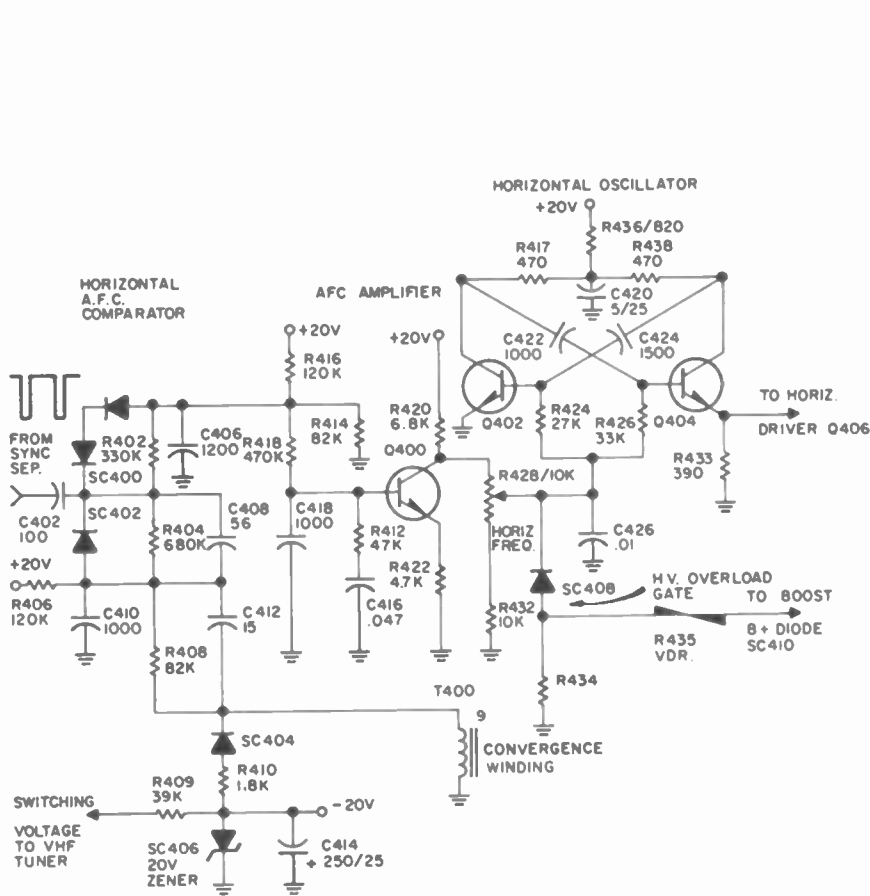 HORIZONTAL OSCILLATOR
+20V
R436/820
R417
470
R438
470
C420
5/25
HORIZONTAL
A.F.C.
COMPARATOR
AFC AMPLIFIER
+20V
+20V
C422
1000
C424
1500
R416
120K
FROM
SYNC
SEP.
R402
330K
SC400
C406
1200
R418
470K
R414
82K
R420
6.8K
Q400
Q402
R424
27K
R426
33K
Q404
TO HORIZ.
DRIVER Q406
R433
390
C402
100
SC402
R404
680K
C408
56
C418
1000
R412
47K
R428/10K
HORIZ
FREQ.
C426
.01
+20V
R406
120K
C410
1000
C412
15
R408
82K
C416
.047
R422
4.7K
R432
10K
SC408
H.V. OVERLOAD
GATE
R435
VDR.
TO BOOST
B+ DIODE
SC410
R434
T400
9
CONVERGENCE
WINDING
SC404
R410
1.8K
R409
39K
-20V
SWITCHING
VOLTAGE
TO VHF
TUNER
SC406
20V
ZENER
C414
+ 250/25